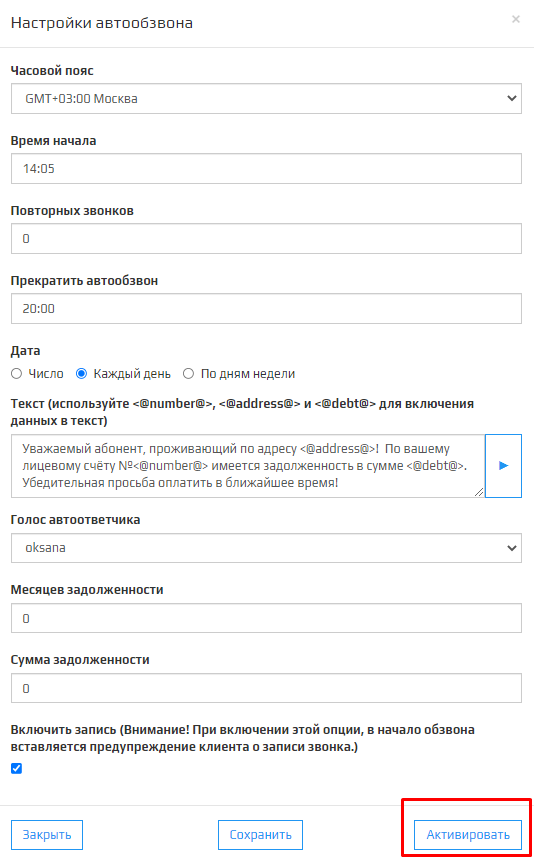 Настройки автообзвона
×
Часовой пояс
GMT+03:00 Москва
Время начала
14:05
Повторных звонков
0
Прекратить автообзвон
20:00
Дата
Число Каждый день По дням недели
Текст (используйте <@number@>, <@address@> и <@debt@> для включения
данных в текст)
Уважаемый абонент, проживающий по адресу <@address@>! По вашему
лицевому счёту №<@number@> имеется задолженность в сумме <@debt@>.
Убедительная просьба оплатить в ближайшее время!
Голос автоответчика
oksana
Месяцев задолженности
0
Сумма задолженности
0
Включить запись (Внимание! При включении этой опции, в начало обзвона
вставляется предупреждение клиента о записи звонка.)
Закрыть Сохранить Активировать